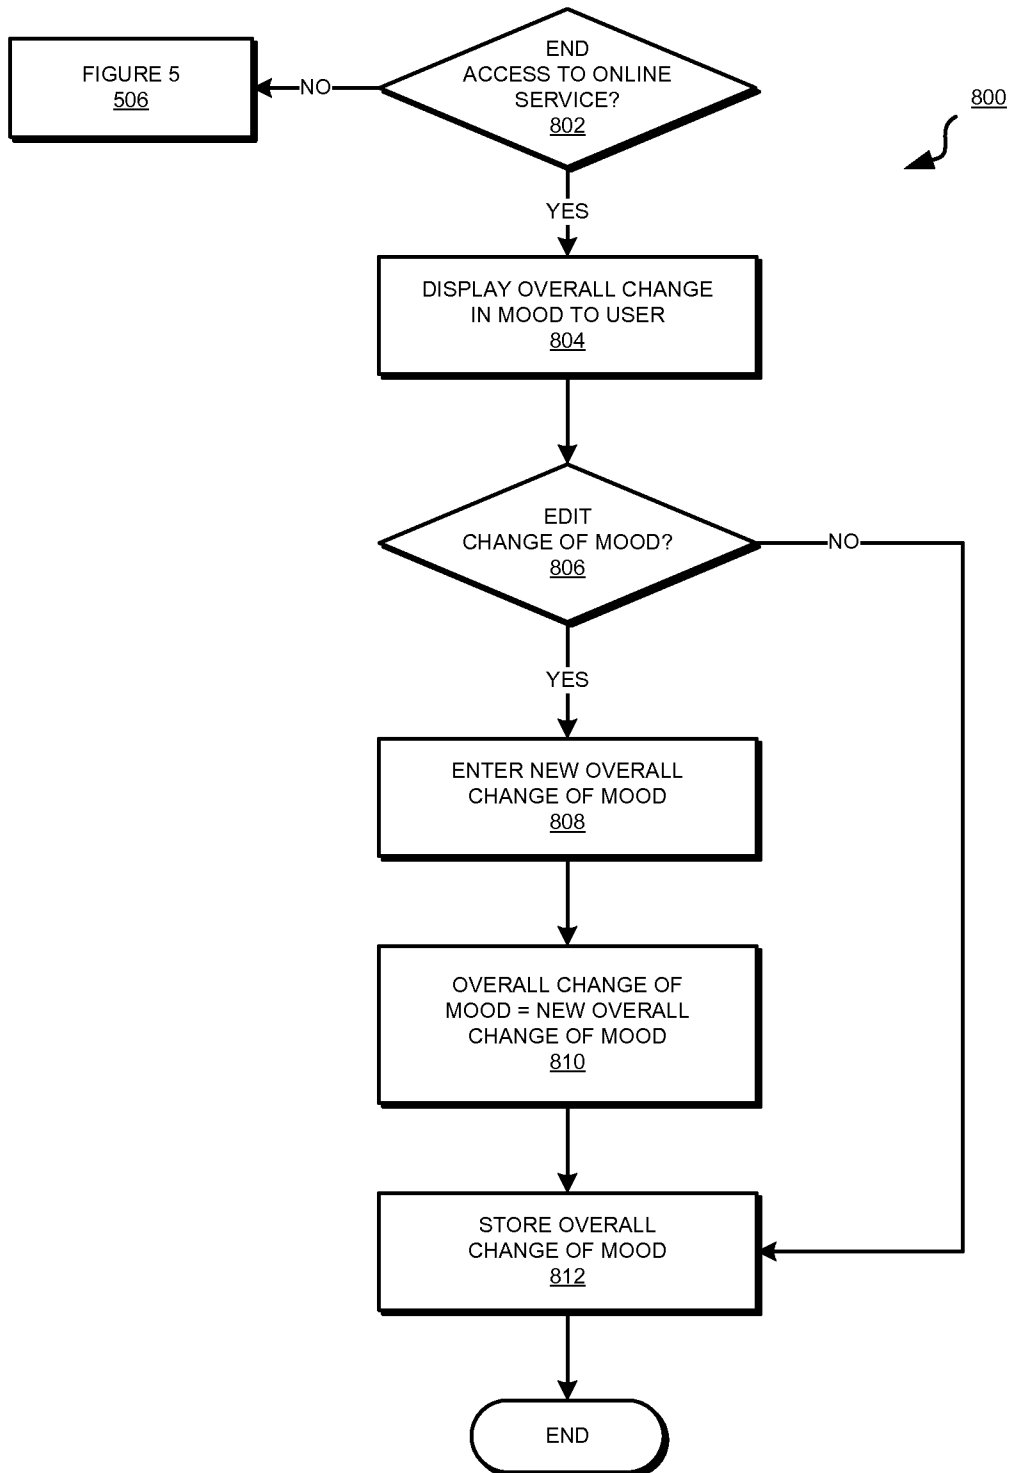 END
ACCESS TO ONLINE
SERVICE?
802
NO
FIGURE 5
506
800
YES
DISPLAY OVERALL CHANGE
IN MOOD TO USER
804
EDIT
CHANGE OF MOOD?
806
NO
YES
ENTER NEW OVERALL
CHANGE OF MOOD
808
OVERALL CHANGE OF
MOOD = NEW OVERALL
CHANGE OF MOOD
810
STORE OVERALL
CHANGE OF MOOD
812
END